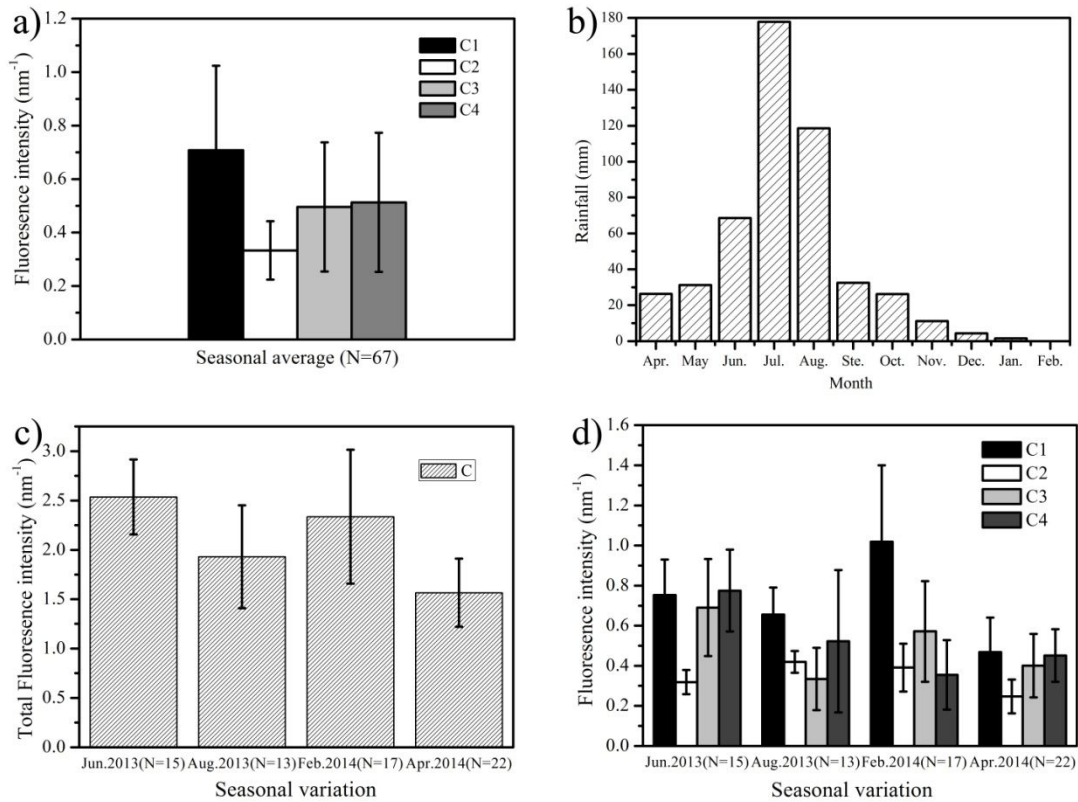 a)
1.2
1.0
0.8
0.6
0.4
0.2
0.0
Fluoresence intensity (nm⁻¹)
C1
C2
C3
C4
Seasonal average (N=67)
b)
180
160
140
120
100
80
60
40
20
0
Rainfall (mm)
Apr. May Jun. Jul. Aug. Ste. Oct. Nov. Dec. Jan. Feb.
Month
c)
3.0
2.5
2.0
1.5
1.0
0.5
0.0
Total Fluoresence intensity (nm⁻¹)
C
Jun.2013(N=15) Aug.2013(N=13) Feb.2014(N=17) Apr.2014(N=22)
Seasonal variation
d)
1.6
1.4
1.2
1.0
0.8
0.6
0.4
0.2
0.0
Fluoresence intensity (nm⁻¹)
C1
C2
C3
C4
Jun.2013(N=15) Aug.2013(N=13) Feb.2014(N=17) Apr.2014(N=22)
Seasonal variation